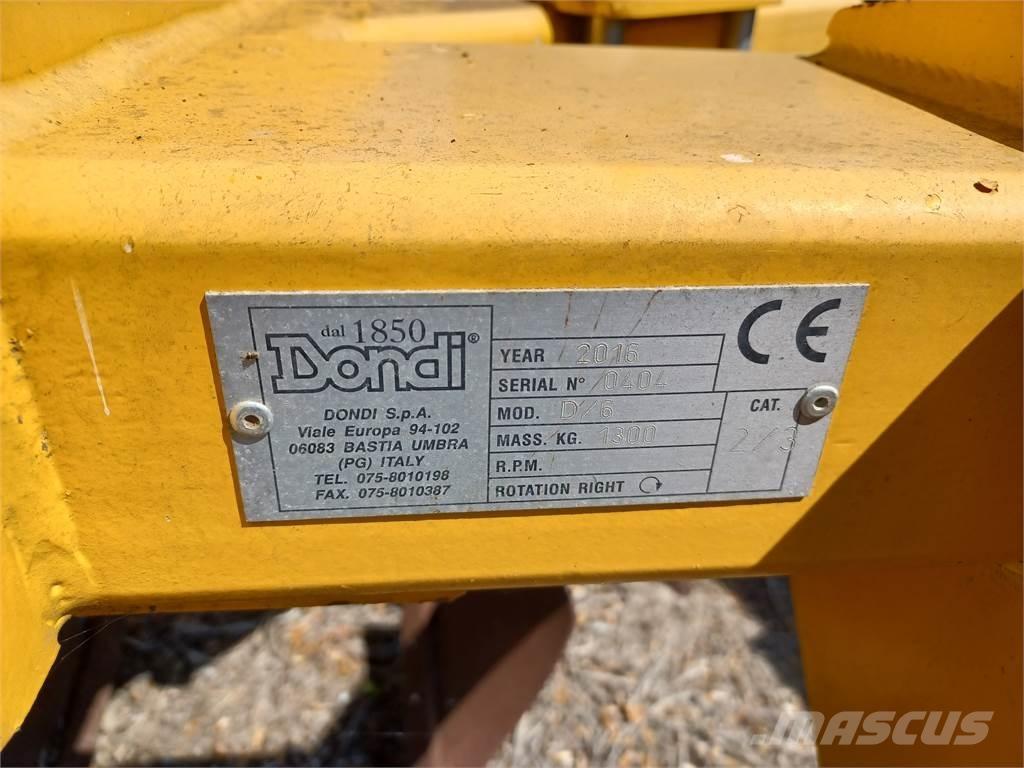 dal 1850
Dondi®
DONDI S.p.A.
Viale Europa 94-102
06083 BASTIA UMBRA
(PG) ITALY
TEL. 075-8010198
FAX. 075-8010387
YEAR 2016
SERIAL N° 0404
MOD. D/6
MASS. KG. 1300
R.P.M.
ROTATION RIGHT
CE
CAT.
2/3
MASCUS